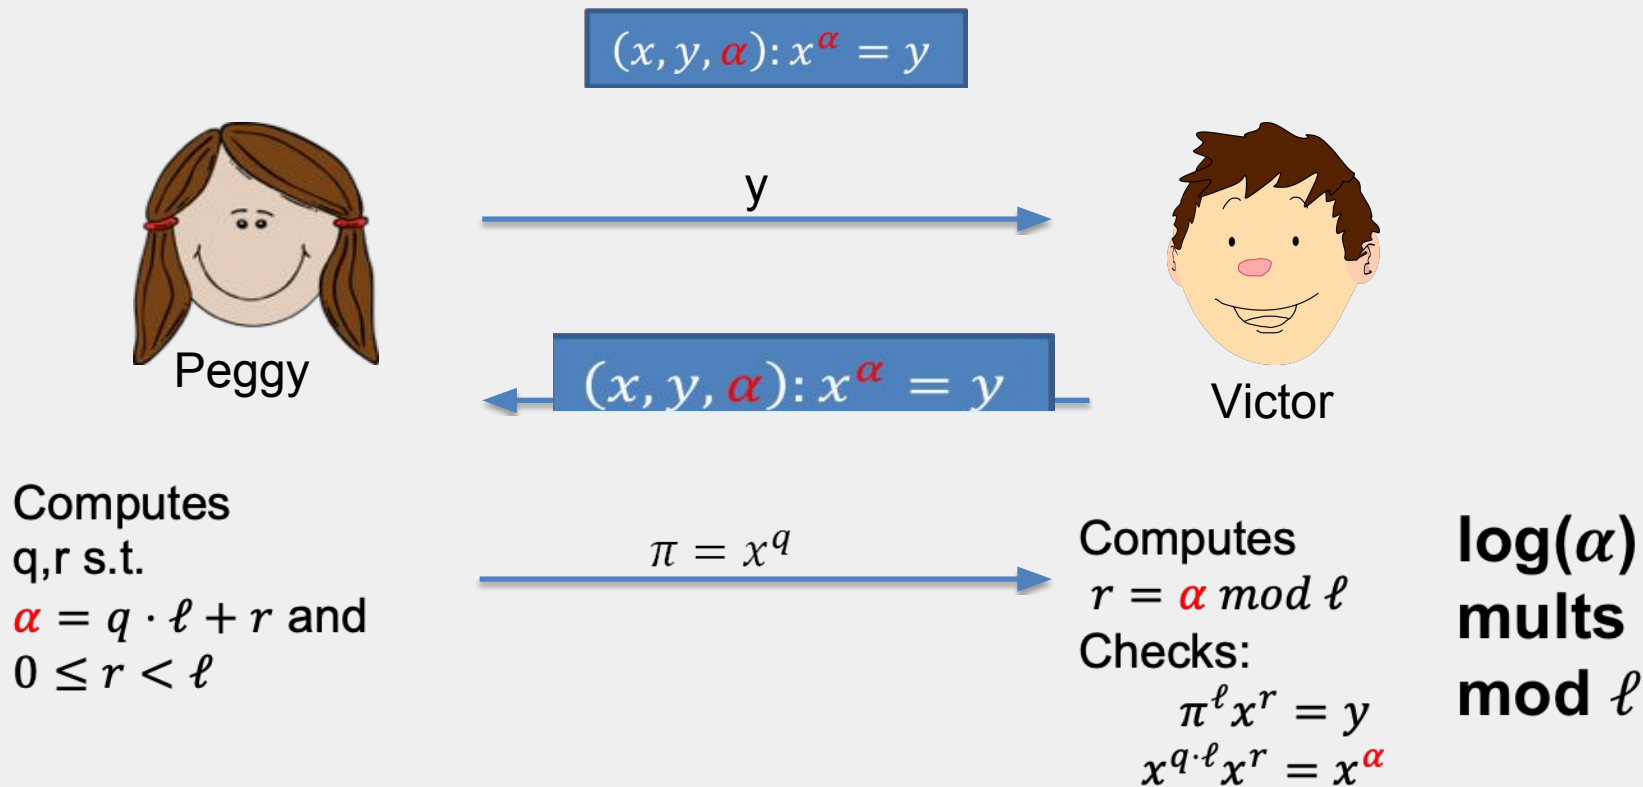 (x, y, α): x^α = y
y
Peggy
(x, y, α): x^α = y
Victor
Computes
q,r s.t.
α = q · ℓ + r and
0 ≤ r < ℓ
π = x^q
Computes
r = α mod ℓ
Checks:
π^ℓ x^r = y
x^{q·ℓ} x^r = x^α
log(α)
mults
mod ℓ